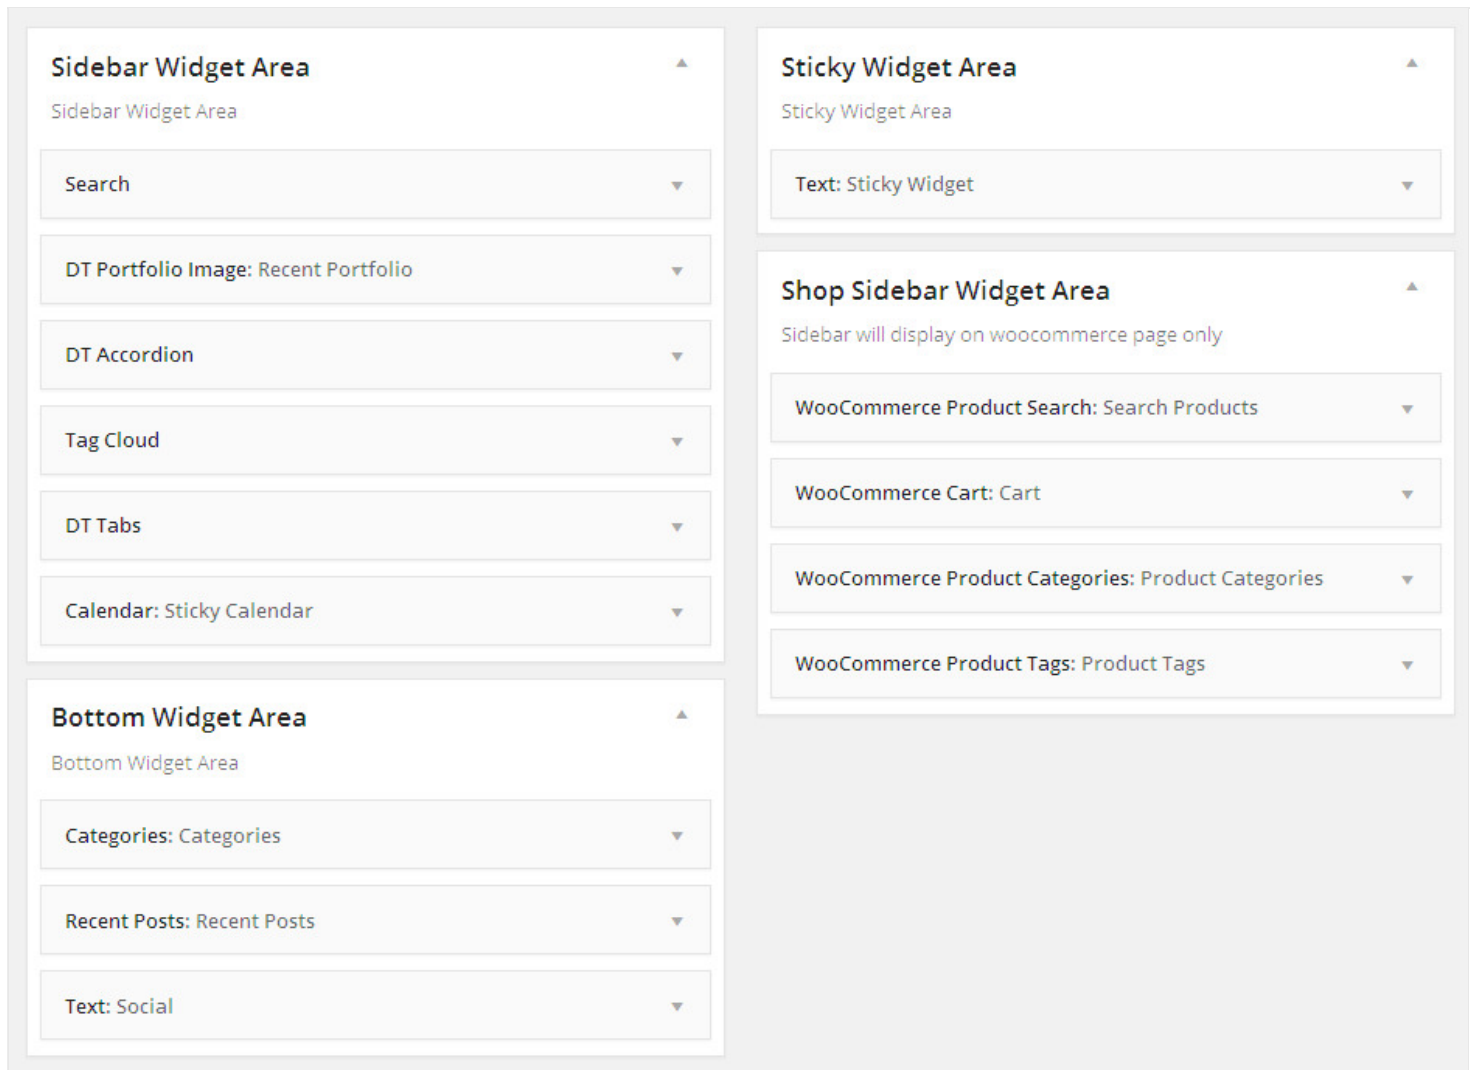 Sidebar Widget Area
Sidebar Widget Area
Search
DT Portfolio Image: Recent Portfolio
DT Accordion
Tag Cloud
DT Tabs
Calendar: Sticky Calendar
Bottom Widget Area
Bottom Widget Area
Categories: Categories
Recent Posts: Recent Posts
Text: Social
Sticky Widget Area
Sticky Widget Area
Text: Sticky Widget
Shop Sidebar Widget Area
Sidebar will display on woocommerce page only
WooCommerce Product Search: Search Products
WooCommerce Cart: Cart
WooCommerce Product Categories: Product Categories
WooCommerce Product Tags: Product Tags